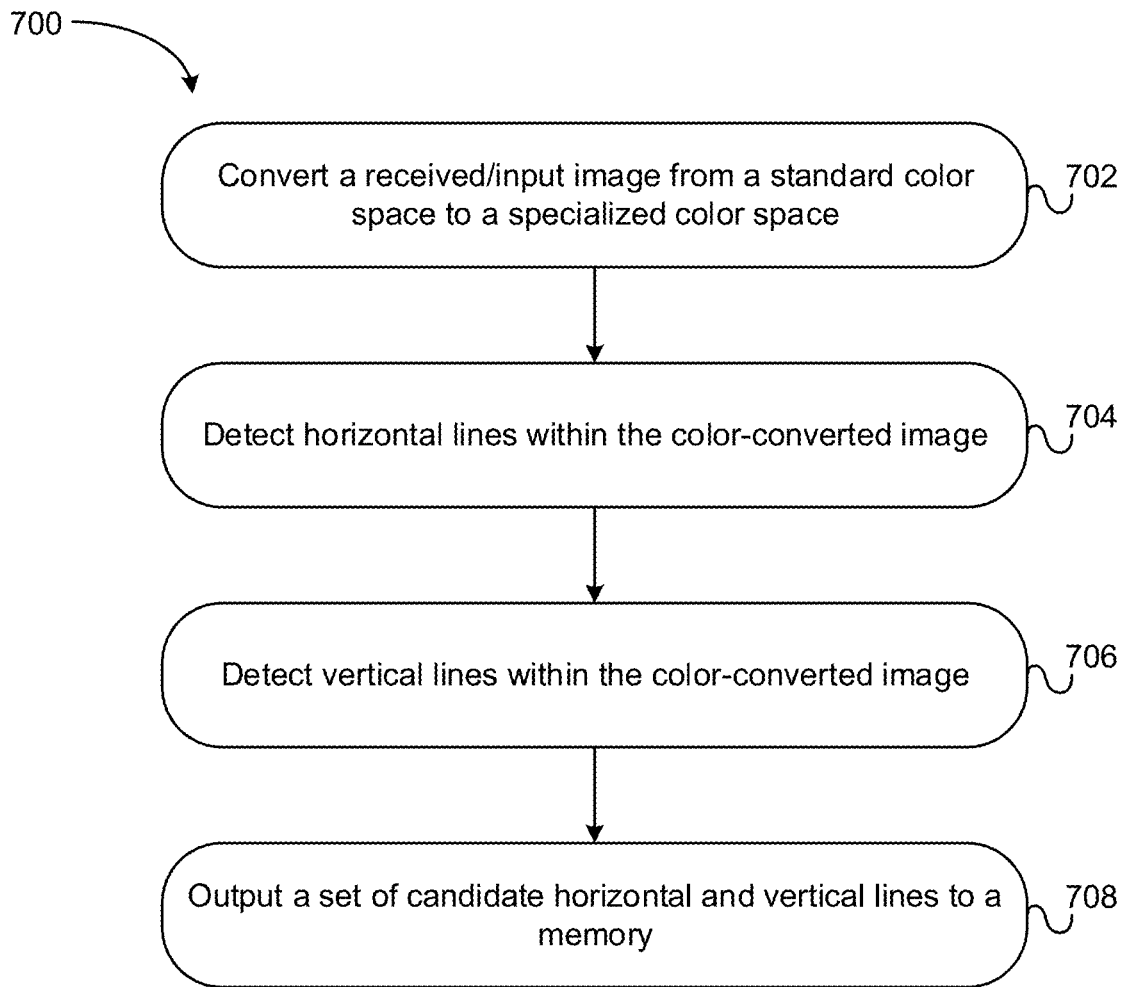 700
Convert a received/input image from a standard color
space to a specialized color space
702
Detect horizontal lines within the color-converted image
704
Detect vertical lines within the color-converted image
706
Output a set of candidate horizontal and vertical lines to a
memory
708